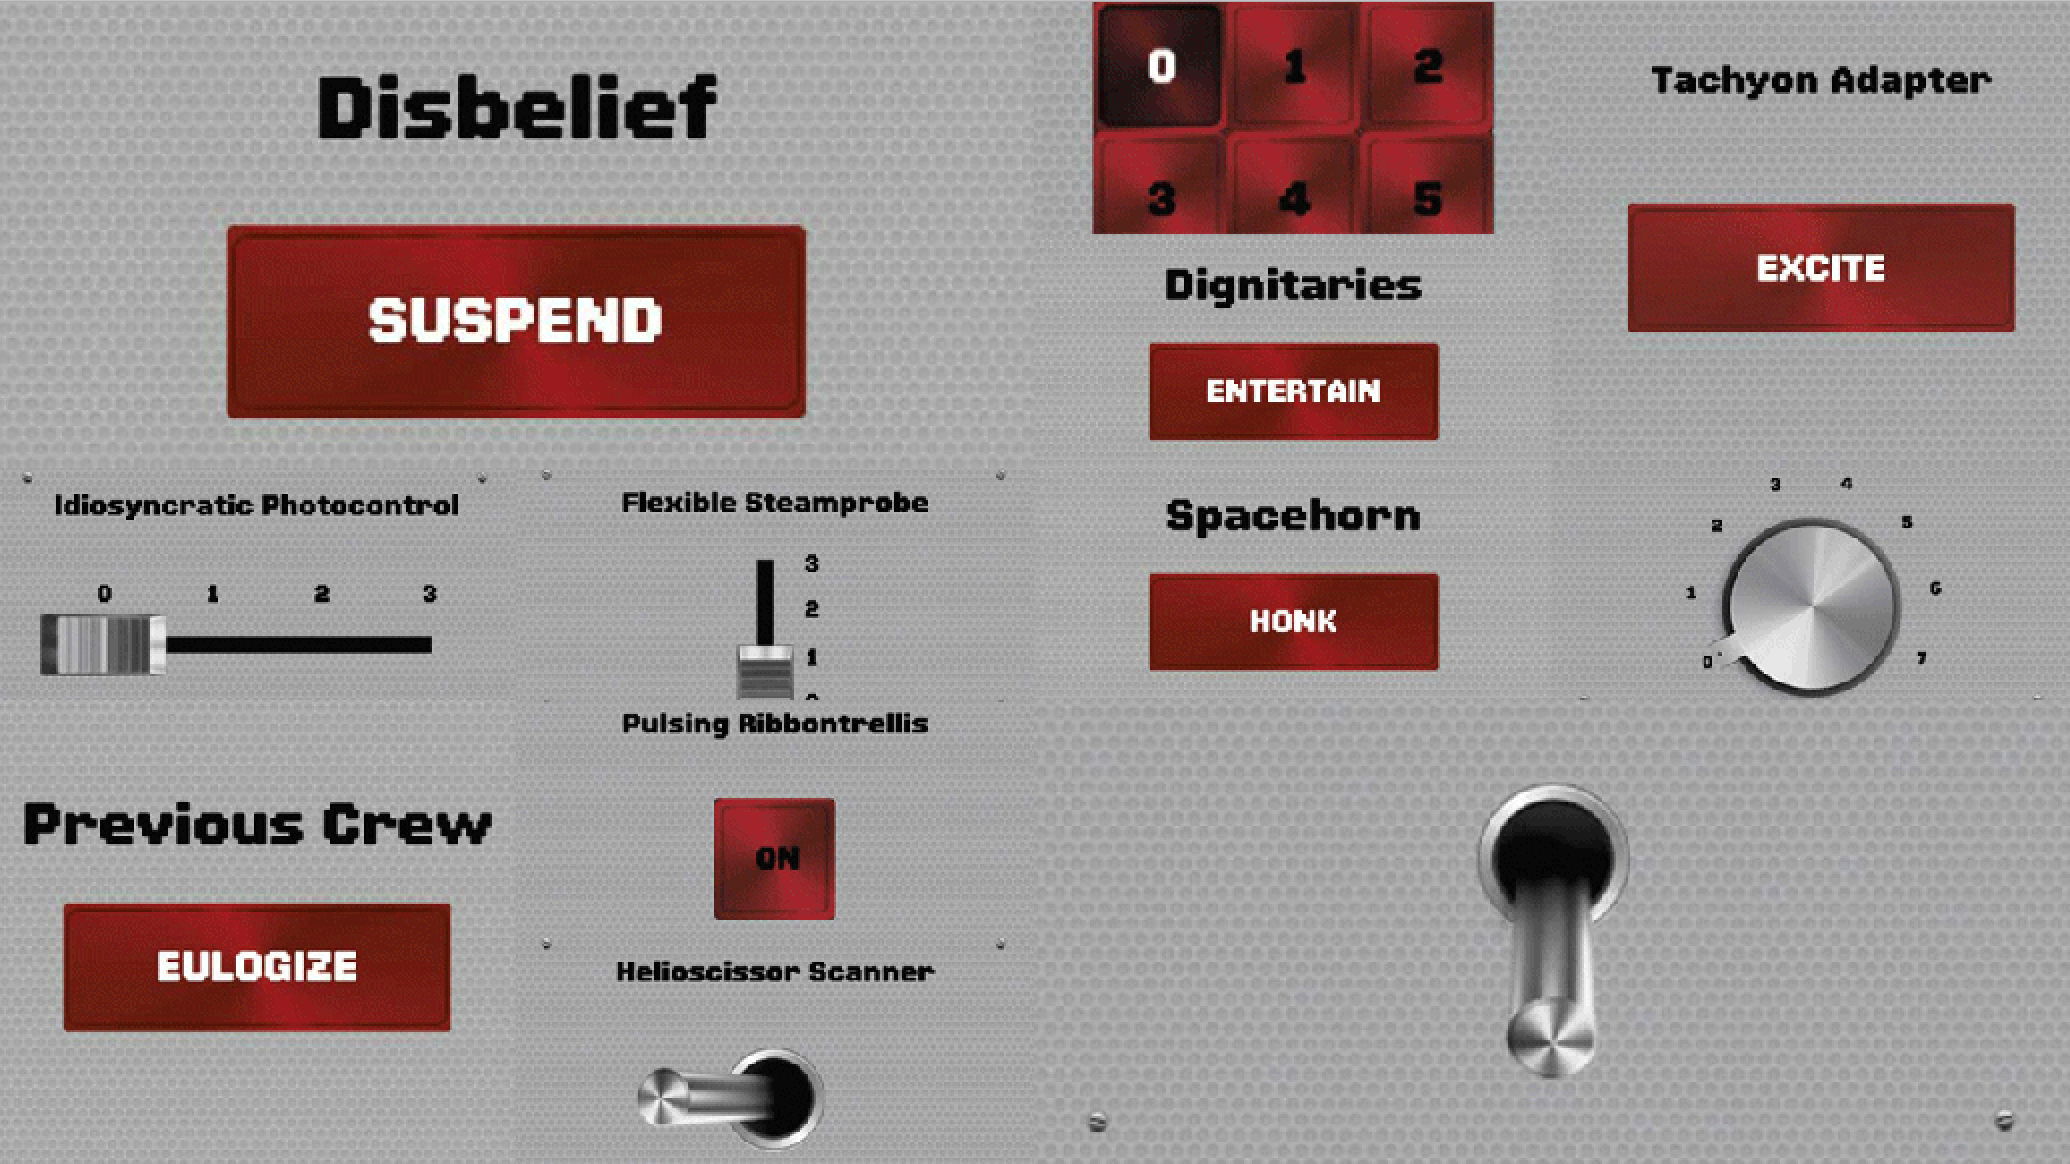 Disbelief
SUSPEND
0 1 2
3 4 5
Dignitaries
ENTERTAIN
Spacehorn
HONK
Tachyon Adapter
EXCITE
Idiosyncratic Photocontrol
0 1 2 3
Flexible Steamprobe
3
2
1
0 1 2 3 4 5 6 7
Previous Crew
EULOGIZE
Pulsing Ribbontrellis
ON
Helioscissor Scanner